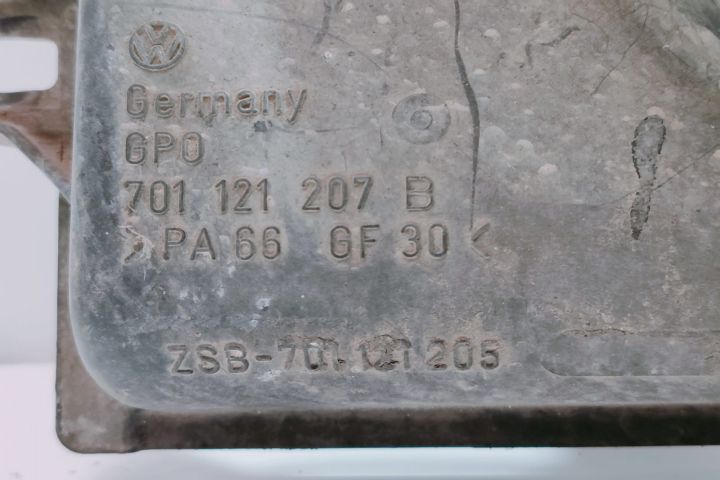 Germany
GPO
701 121 207 B
>PA 66 GF 30<
ZSB-701 121 205